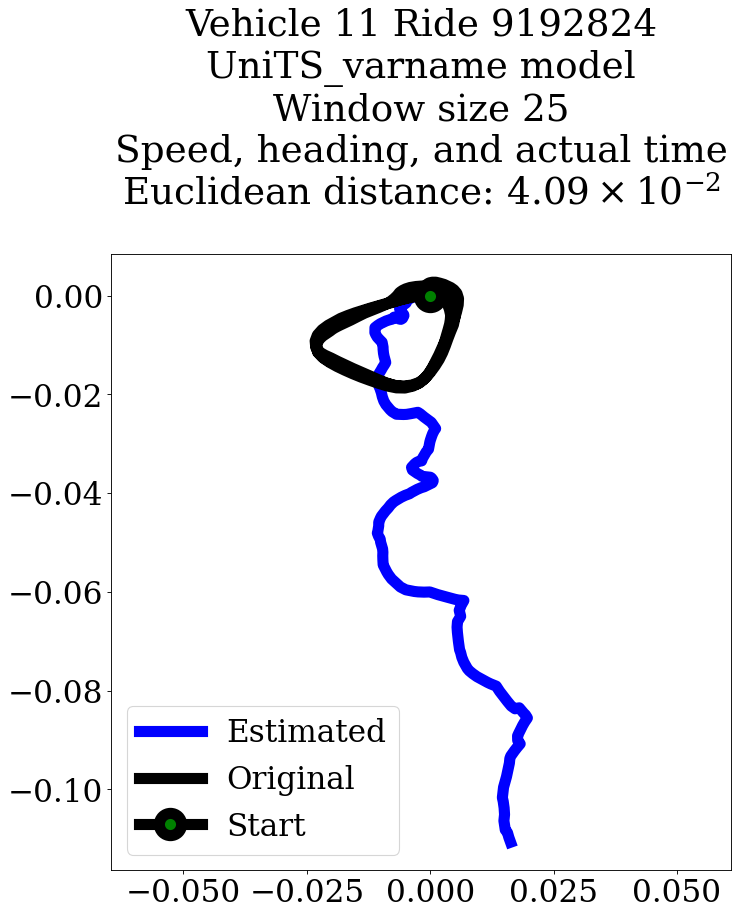 Vehicle 11 Ride 9192824
UniTS_varname model
Window size 25
Speed, heading, and actual time
Euclidean distance: 4.09 × 10⁻²
0.00
−0.02
−0.04
−0.06
−0.08
−0.10
Estimated
Original
Start
−0.050 −0.025 0.000 0.025 0.050